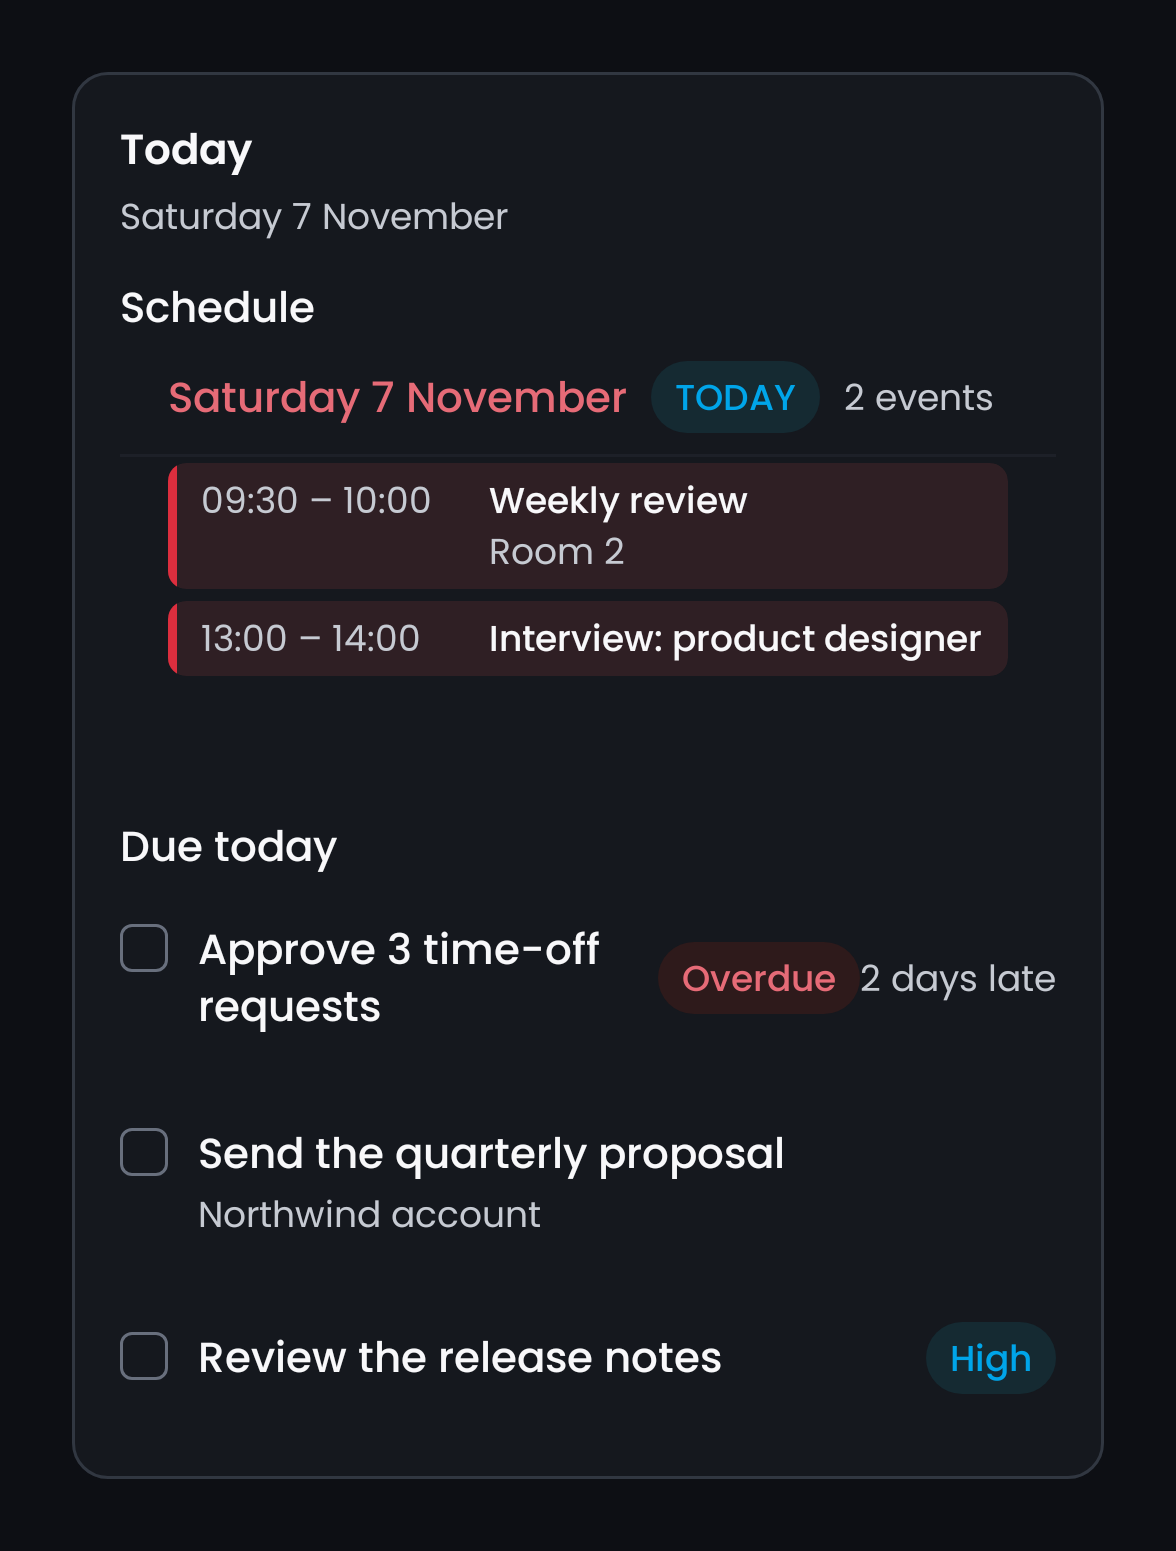 Today
Saturday 7 November
Schedule
Saturday 7 November TODAY 2 events
09:30 – 10:00 Weekly review
Room 2
13:00 – 14:00 Interview: product designer
Due today
Approve 3 time-off
requests
Overdue 2 days late
Send the quarterly proposal
Northwind account
Review the release notes High